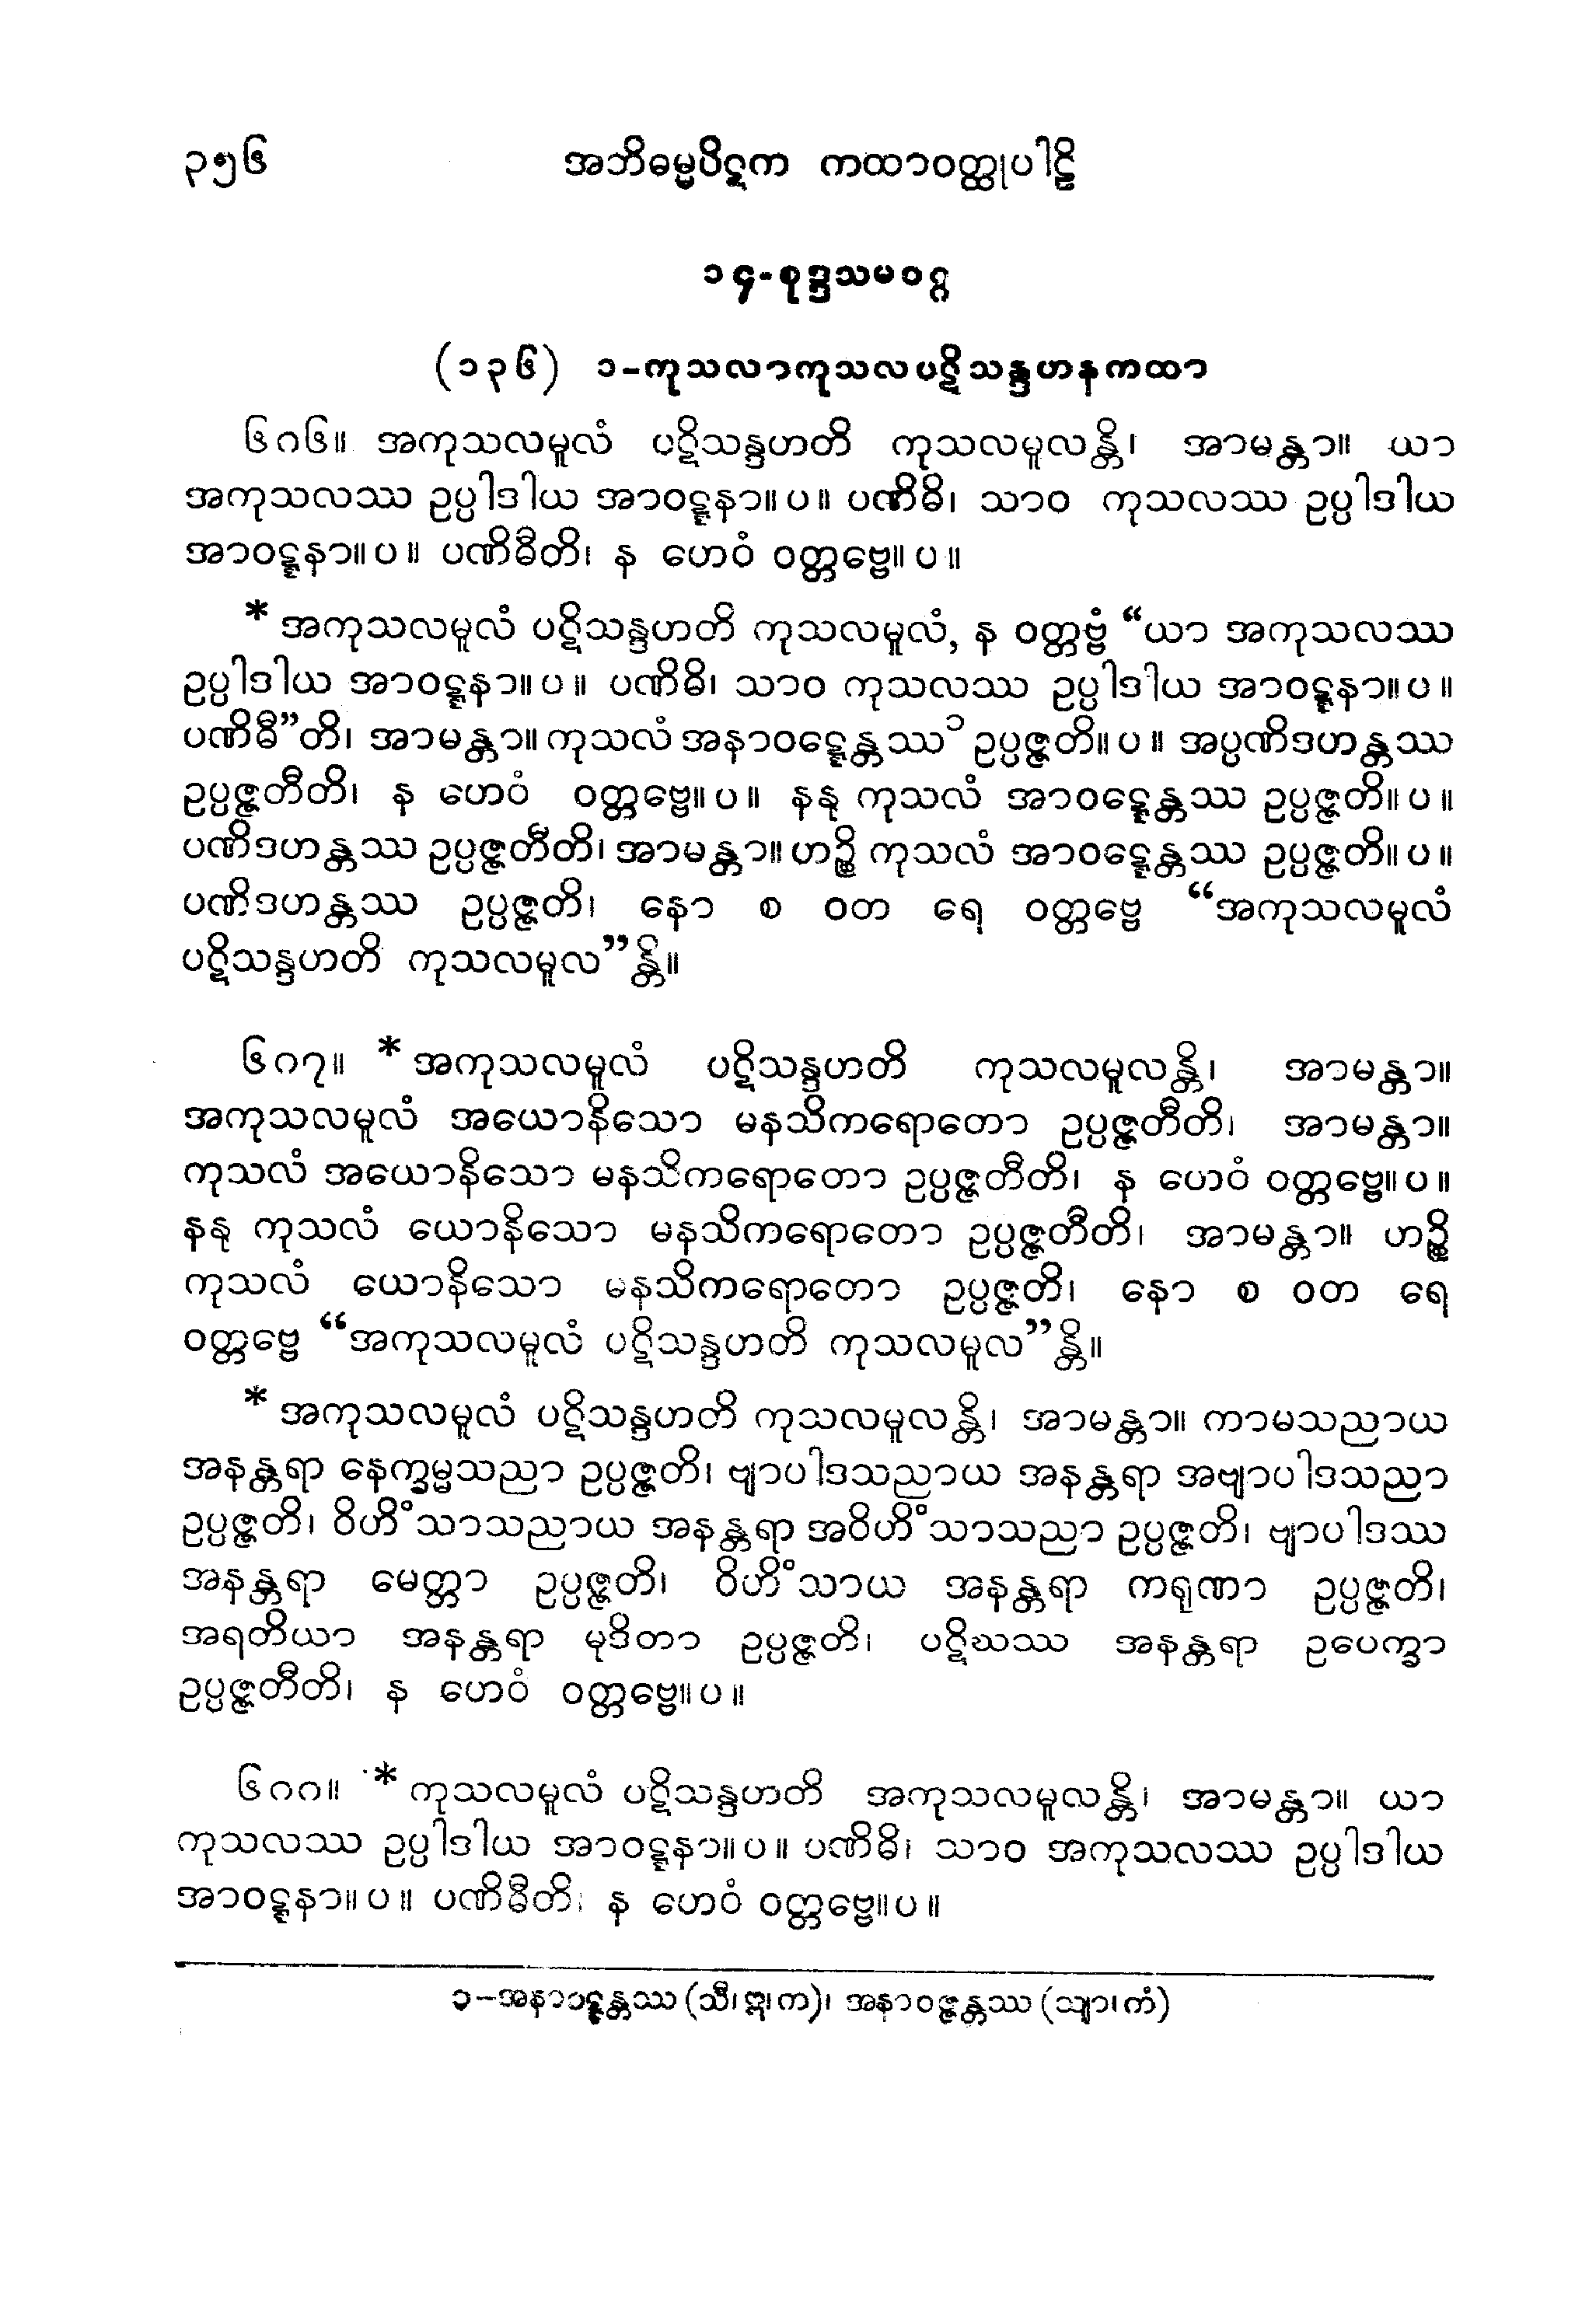 ၃၅၆ အဘိဓမ္မပိဋက ကထာဝတ္ထုပါဠိ
၁၄-စုဒ္ဒသမဝဂ္ဂ
(၁၃၆) ၁-ကုသလာကုသလပဋိသန္ဒဟနကထာ
၆၈၆။ အကုသလမူလံ ပဋိသန္ဒဟတိ ကုသလမူလန္တိ၊ အာမန္တာ။ ယာ
အကုသလဿ ဥပ္ပါဒါယ အာဝဋ္ဋနာ။ပ။ ပဏိဓိ၊ သာဝ ကုသလဿ ဥပ္ပါဒါယ
အာဝဋ္ဋနာ။ပ။ ပဏိဓီတိ၊ န ဟေဝံ ဝတ္တဗ္ဗေ။ပ။
* အကုသလမူလံ ပဋိသန္ဒဟတိ ကုသလမူလံ, န ဝတ္တဗ္ဗံ “ယာ အကုသလဿ
ဥပ္ပါဒါယ အာဝဋ္ဋနာ။ပ။ ပဏိဓိ၊ သာဝ ကုသလဿ ဥပ္ပါဒါယ အာဝဋ္ဋနာ။ပ။
ပဏိဓီ”တိ၊ အာမန္တာ။ ကုသလံ အနာဝဋ္ဋေန္တဿ ၁ ဥပ္ပဇ္ဇတိ။ပ။ အပ္ပဏိဒဟန္တဿ
ဥပ္ပဇ္ဇတီတိ၊ န ဟေဝံ ဝတ္တဗ္ဗေ။ပ။ နနု ကုသလံ အာဝဋ္ဋေန္တဿ ဥပ္ပဇ္ဇတိ။ပ။
ပဏိဒဟန္တဿ ဥပ္ပဇ္ဇတီတိ၊ အာမန္တာ။ ဟဉ္စိ ကုသလံ အာဝဋ္ဋေန္တဿ ဥပ္ပဇ္ဇတိ။ပ။
ပဏိဒဟန္တဿ ဥပ္ပဇ္ဇတိ၊ နော စ ဝတ ရေ ဝတ္တဗ္ဗေ “အကုသလမူလံ
ပဋိသန္ဒဟတိ ကုသလမူလ”န္တိ။
၆၈၇။ * အကုသလမူလံ ပဋိသန္ဒဟတိ ကုသလမူလန္တိ၊ အာမန္တာ။
အကုသလမူလံ အယောနိသော မနသိကရောတော ဥပ္ပဇ္ဇတီတိ၊ အာမန္တာ။
ကုသလံ အယောနိသော မနသိကရောတော ဥပ္ပဇ္ဇတီတိ၊ န ဟေဝံ ဝတ္တဗ္ဗေ။ပ။
နနု ကုသလံ ယောနိသော မနသိကရောတော ဥပ္ပဇ္ဇတီတိ၊ အာမန္တာ။ ဟဉ္စိ
ကုသလံ ယောနိသော မနသိကရောတော ဥပ္ပဇ္ဇတိ၊ နော စ ဝတ ရေ
ဝတ္တဗ္ဗေ “အကုသလမူလံ ပဋိသန္ဒဟတိ ကုသလမူလ”န္တိ။
* အကုသလမူလံ ပဋိသန္ဒဟတိ ကုသလမူလန္တိ၊ အာမန္တာ။ ကာမသညာယ
အနန္တရာ နေက္ခမ္မသညာ ဥပ္ပဇ္ဇတိ၊ ဗျာပါဒသညာယ အနန္တရာ အဗျာပါဒသညာ
ဥပ္ပဇ္ဇတိ၊ ဝိဟိံသာသညာယ အနန္တရာ အဝိဟိံသာသညာ ဥပ္ပဇ္ဇတိ၊ ဗျာပါဒဿ
အနန္တရာ မေတ္တာ ဥပ္ပဇ္ဇတိ၊ ဝိဟိံသာယ အနန္တရာ ကရုဏာ ဥပ္ပဇ္ဇတိ၊
အရတိယာ အနန္တရာ မုဒိတာ ဥပ္ပဇ္ဇတိ၊ ပဋိဃဿ အနန္တရာ ဥပေက္ခာ
ဥပ္ပဇ္ဇတီတိ၊ န ဟေဝံ ဝတ္တဗ္ဗေ။ပ။
၆၈၈။ * ကုသလမူလံ ပဋိသန္ဒဟတိ အကုသလမူလန္တိ၊ အာမန္တာ။ ယာ
ကုသလဿ ဥပ္ပါဒါယ အာဝဋ္ဋနာ။ပ။ ပဏိဓိ၊ သာဝ အကုသလဿ ဥပ္ပါဒါယ
အာဝဋ္ဋနာ။ပ။ ပဏိဓီတိ၊ န ဟေဝံ ဝတ္တဗ္ဗေ။ပ။
၁-အနာဝဋ္ဋန္တဿ (သီ၊ဣ၊က)၊ အနာဝဇ္ဇန္တဿ (သျာ၊ကံ)